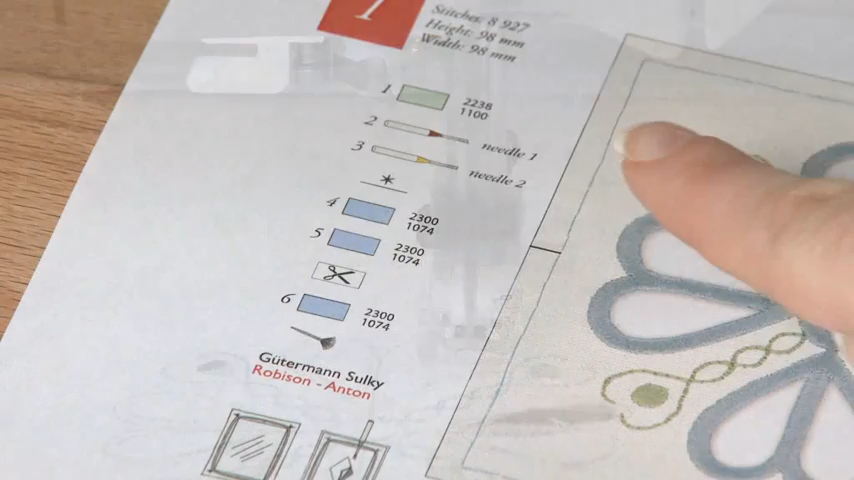 1
Stitches: 8 927
Height: 98 mm
Width: 98 mm
1 2238
1100
2 needle 1
3 needle 2
*
4 2300
1074
5 2300
1074
6 2300
1074
Gütermann Sulky
Robison - Anton